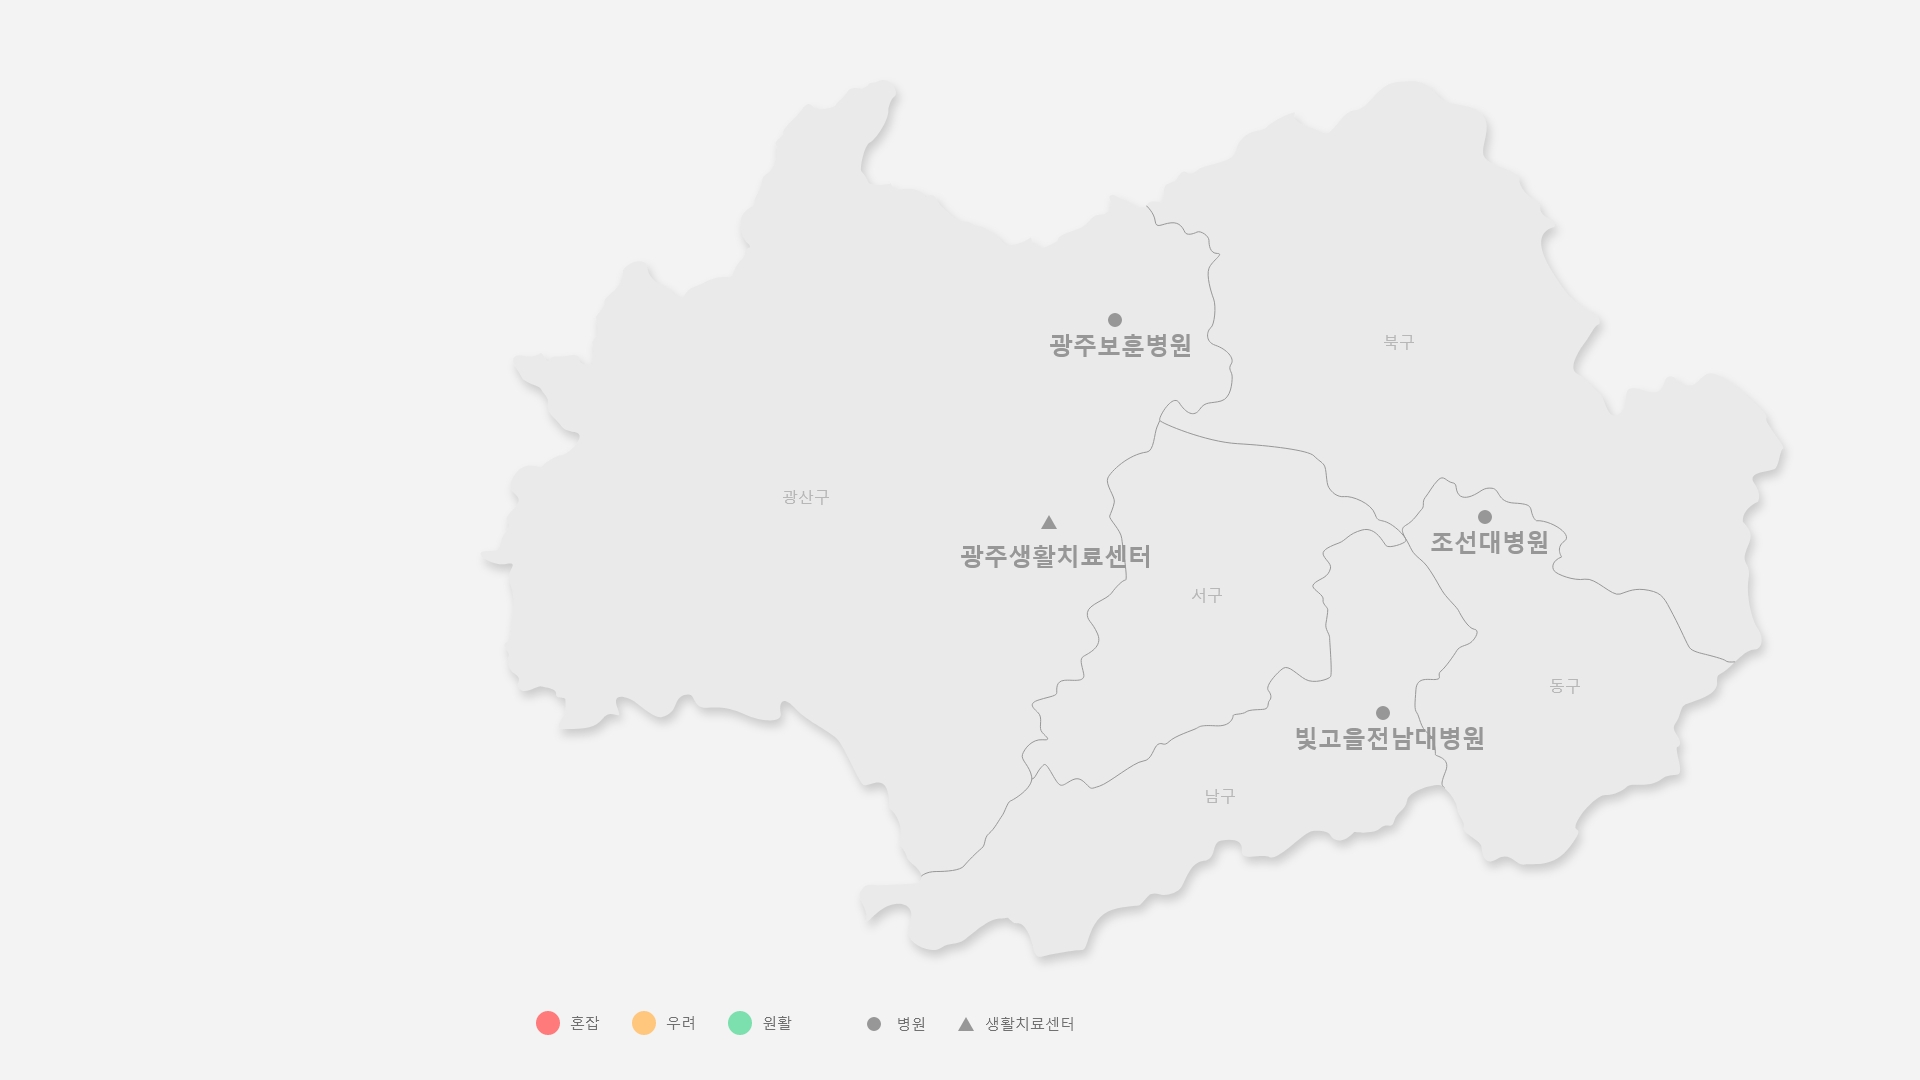 광주보훈병원
북구
광산구
조선대병원
광주생활치료센터
서구
동구
빛고을전남대병원
남구
혼잡 우려 원활 병원 생활치료센터